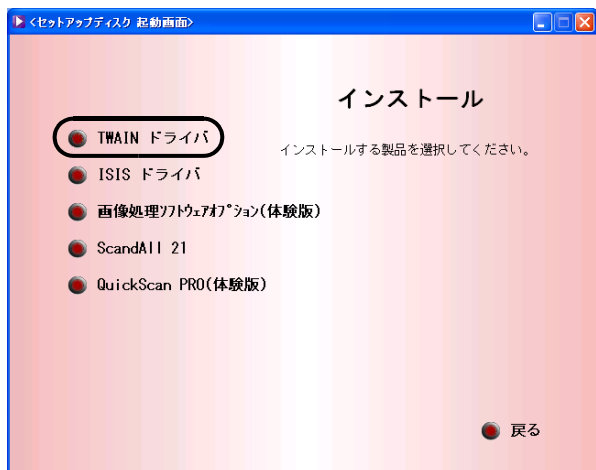 <セットアップディスク 起動画面>
インストール
インストールする製品を選択してください。
TWAIN ドライバ
ISIS ドライバ
画像処理ｿﾌﾄｳｪｱｵﾌﾟｼｮﾝ(体験版)
ScandAll 21
QuickScan PRO(体験版)
戻る